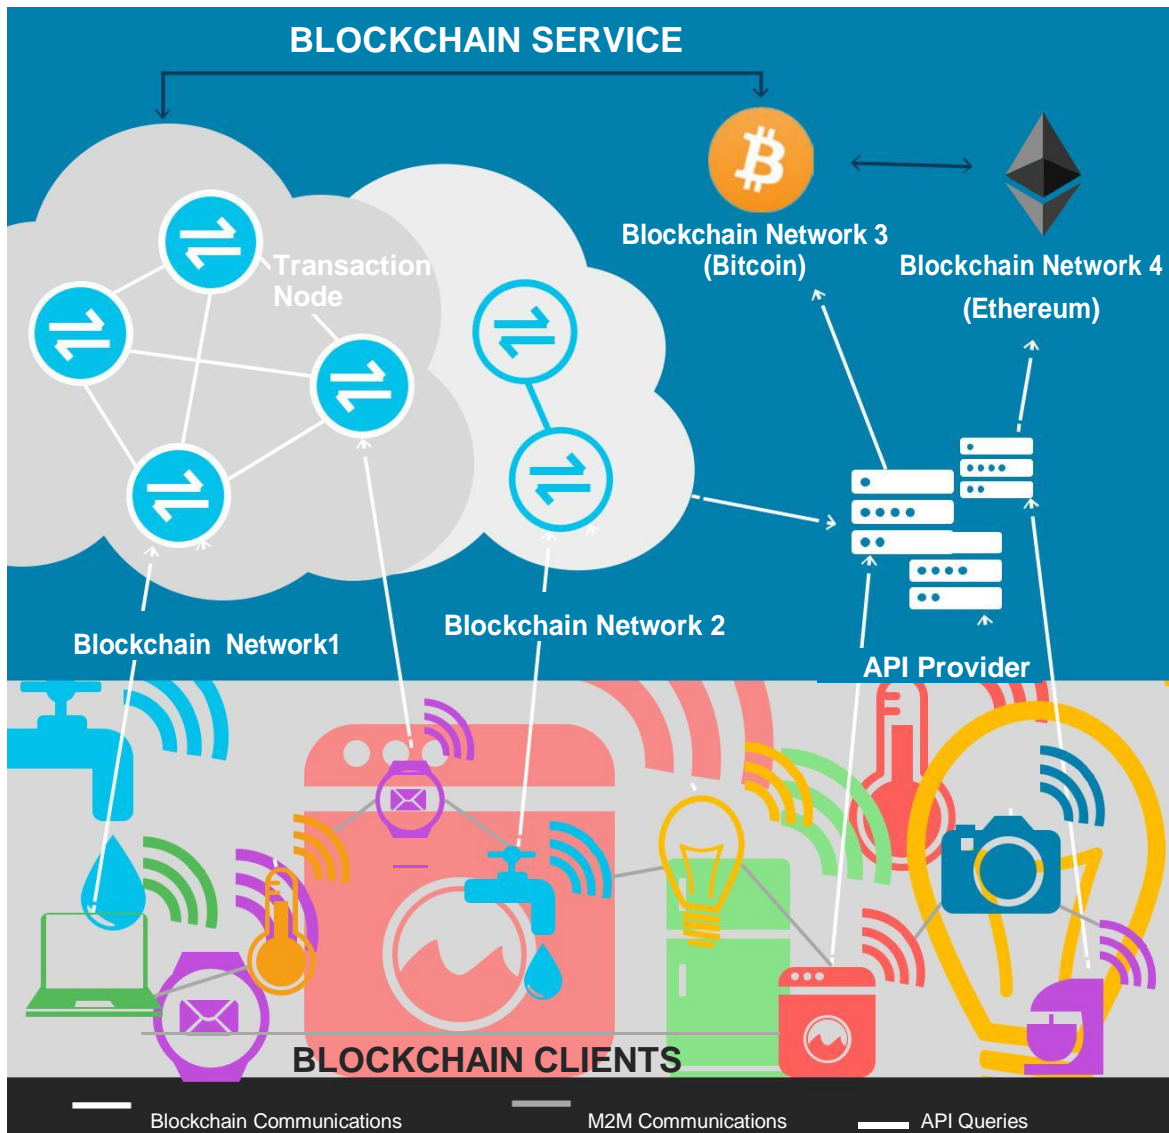 BLOCKCHAIN SERVICE
Blockchain Network 3
(Bitcoin)
Blockchain Network 4
(Ethereum)
Transaction
Node
Blockchain Network 2
Blockchain  Network1
API Provider
BLOCKCHAIN CLIENTS
Blockchain Communications
M2M Communications
API Queries